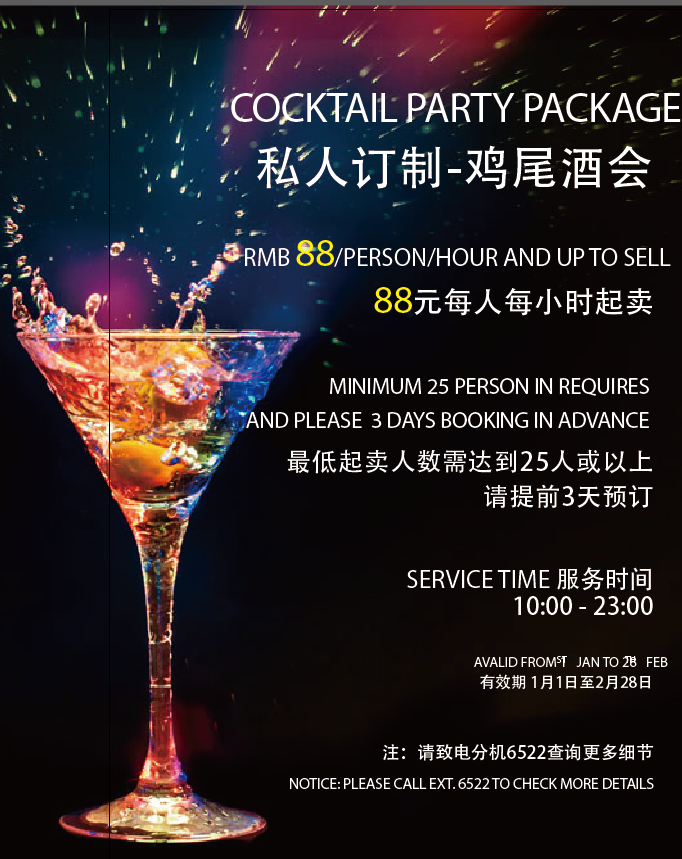 COCKTAIL PARTY PACKAGE
私人订制-鸡尾酒会
RMB 88/PERSON/HOUR AND UP TO SELL
88元每人每小时起卖
MINIMUM 25 PERSON IN REQUIRES
AND PLEASE 3 DAYS BOOKING IN ADVANCE
最低起卖人数需达到25人或以上
请提前3天预订
SERVICE TIME 服务时间
10:00 - 23:00
AVALID FROM JAN TO 28 FEB
有效期 1月1日至2月28日
注：请致电分机6522查询更多细节
NOTICE: PLEASE CALL EXT. 6522 TO CHECK MORE DETAILS